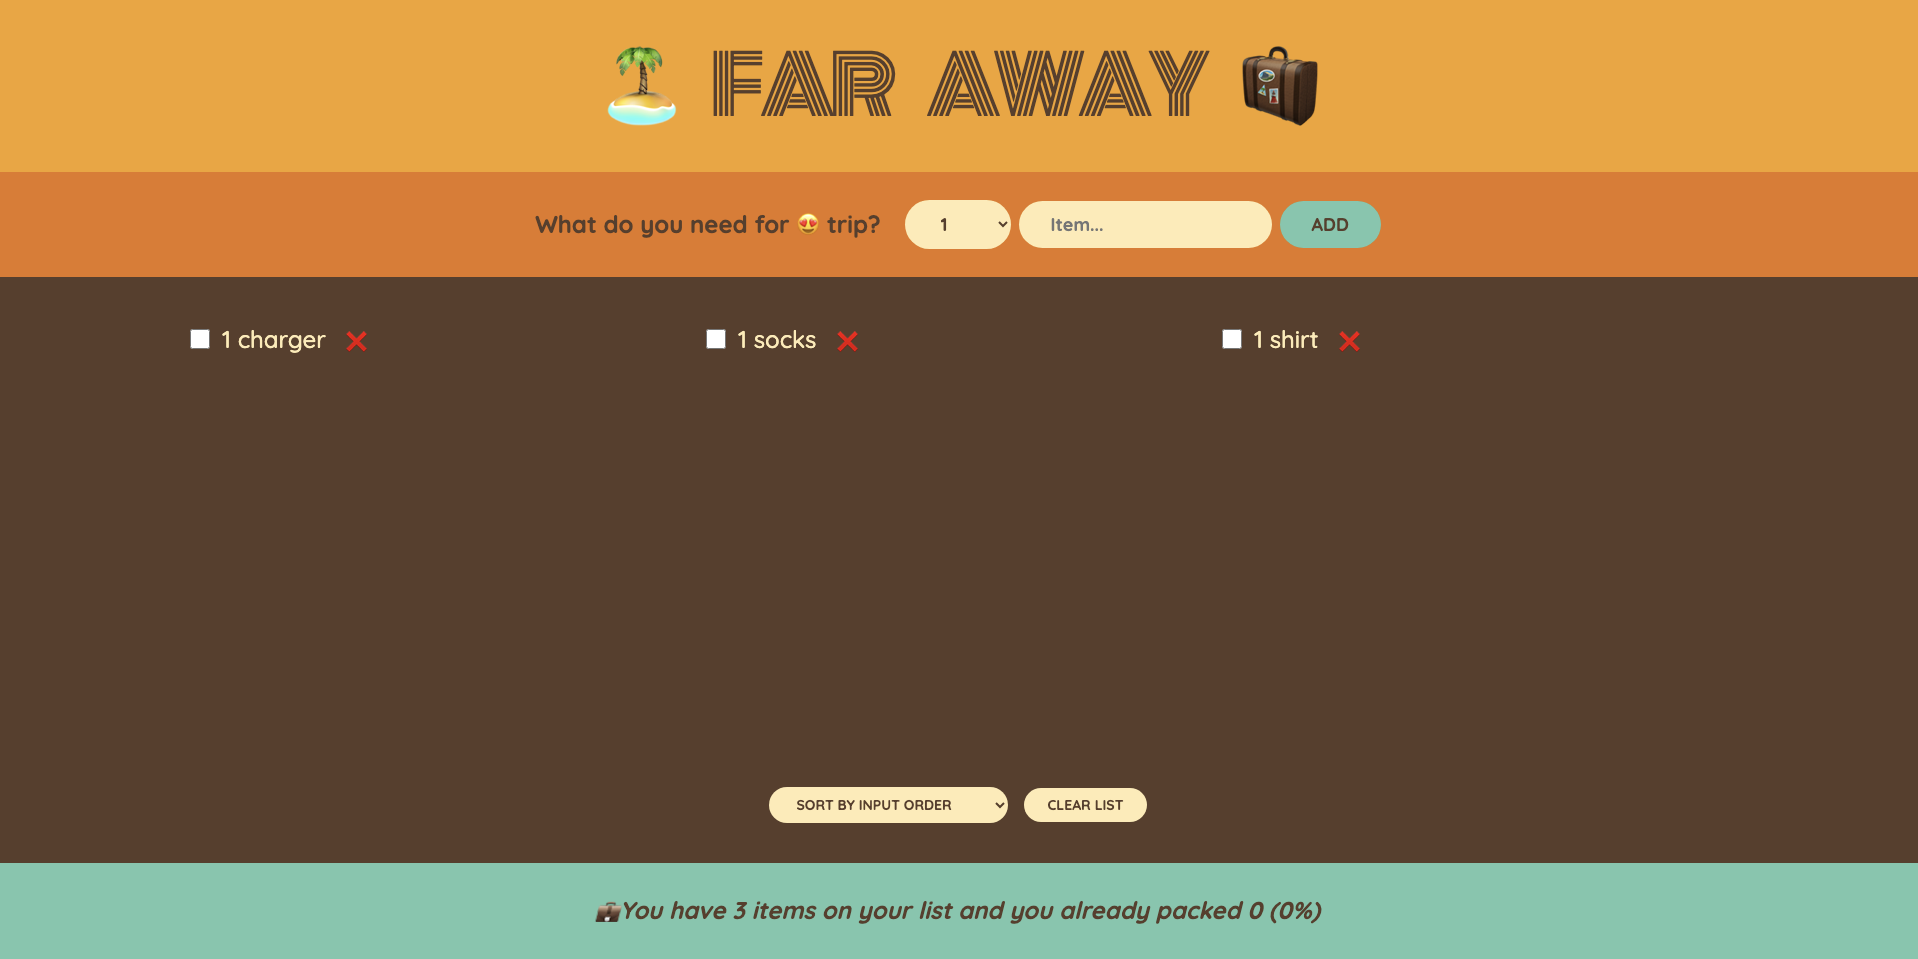 🏝️ FAR AWAY 🧳
What do you need for 😍 trip? 1 Item... ADD
1 charger ❌ 1 socks ❌ 1 shirt ❌
SORT BY INPUT ORDER CLEAR LIST
💼You have 3 items on your list and you already packed 0 (0%)